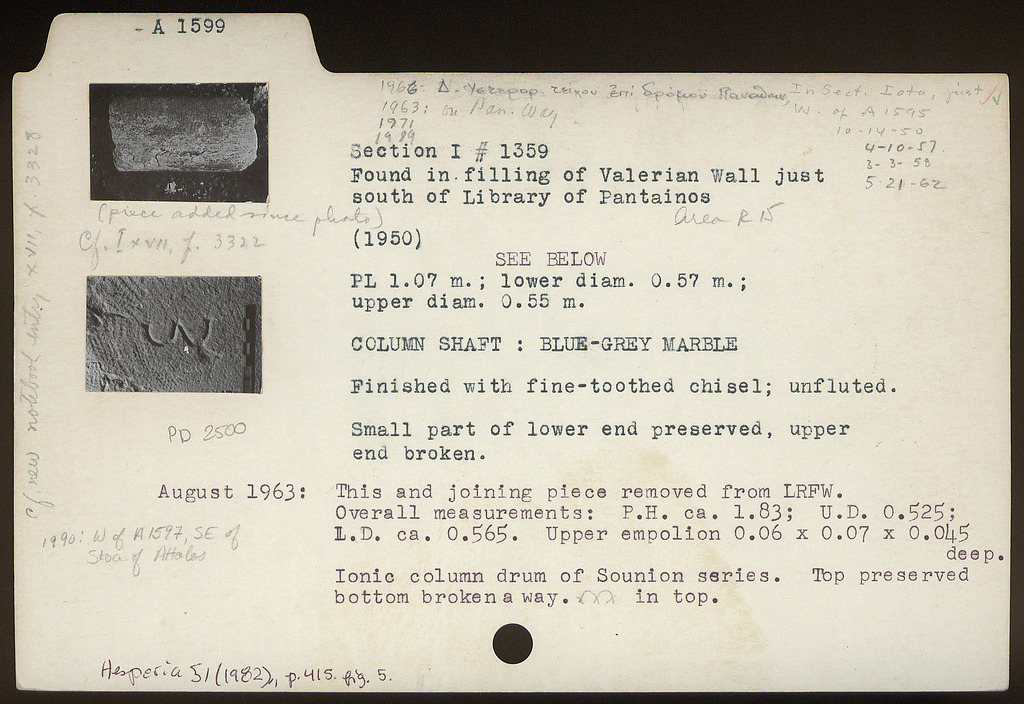 A 1599
1966: Δ. Υστερορ. τείχου ἐπί δρόμου Παναθην.
1963: on Pan. Way
1971
1989
In Sect. Iota, just
W. of A 1595
10-14-50
4-10-57
3-3-58
5-21-62
Section I # 1359
Found in filling of Valerian Wall just
south of Library of Pantainos
Area R 15
(1950)
SEE BELOW
PL 1.07 m.; lower diam. 0.57 m.;
upper diam. 0.55 m.
COLUMN SHAFT : BLUE-GREY MARBLE
Finished with fine-toothed chisel; unfluted.
Small part of lower end preserved, upper
end broken.
(piece added since photo)
Cf. I xvii, p. 3322
cf new notebook entry xvii, p. 3328
PD 2500
August 1963: This and joining piece removed from LRFW.
Overall measurements: P.H. ca. 1.83; U.D. 0.525;
L.D. ca. 0.565. Upper empolion 0.06 x 0.07 x 0.045
deep.
Ionic column drum of Sounion series. Top preserved
bottom broken a way. in top.
1990: W of A1597, SE of
Stoa of Attalos
Hesperia 51 (1982), p. 415. fig. 5.